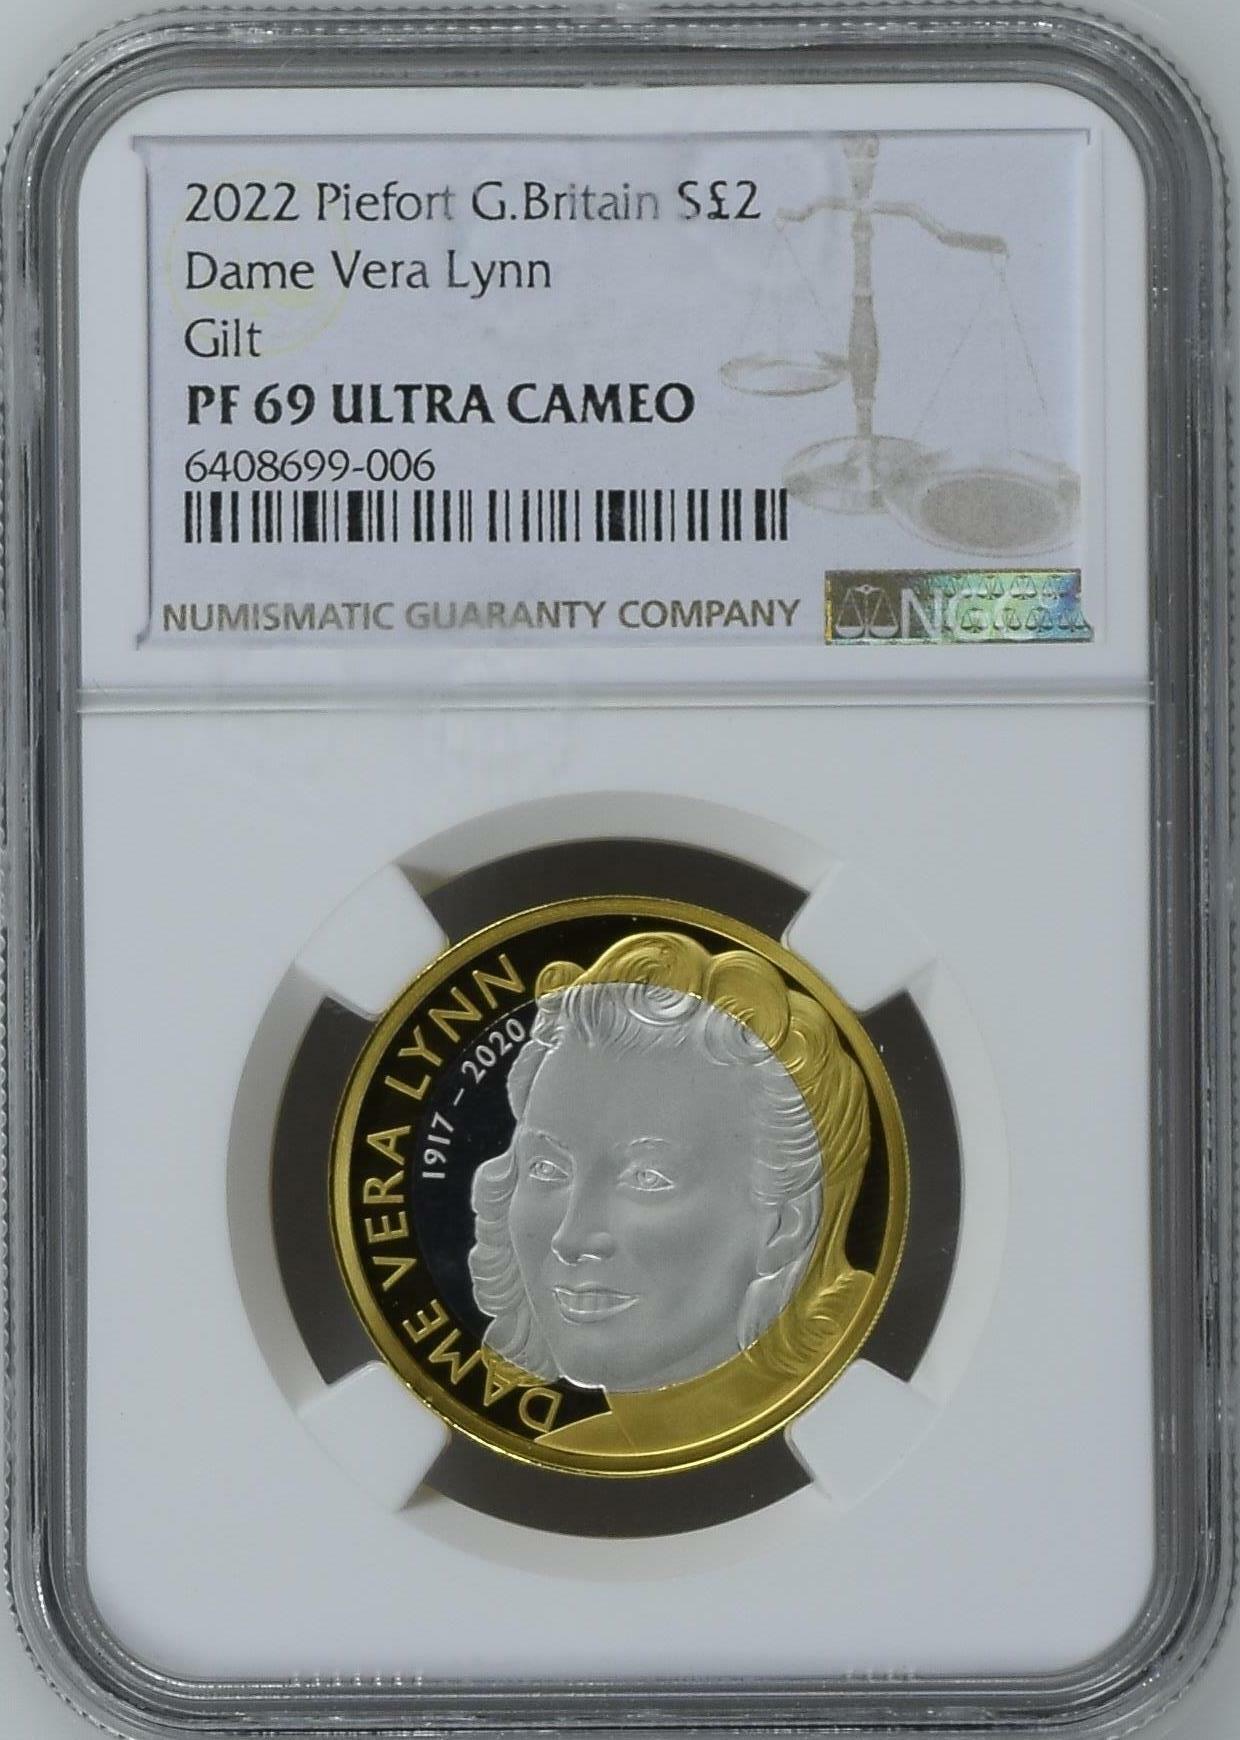 2022 Piefort G.Britain S£2
Dame Vera Lynn
Gilt
PF 69 ULTRA CAMEO
6408699-006
NUMISMATIC GUARANTY COMPANY
NGC
DAME VERA LYNN
1917 – 2020